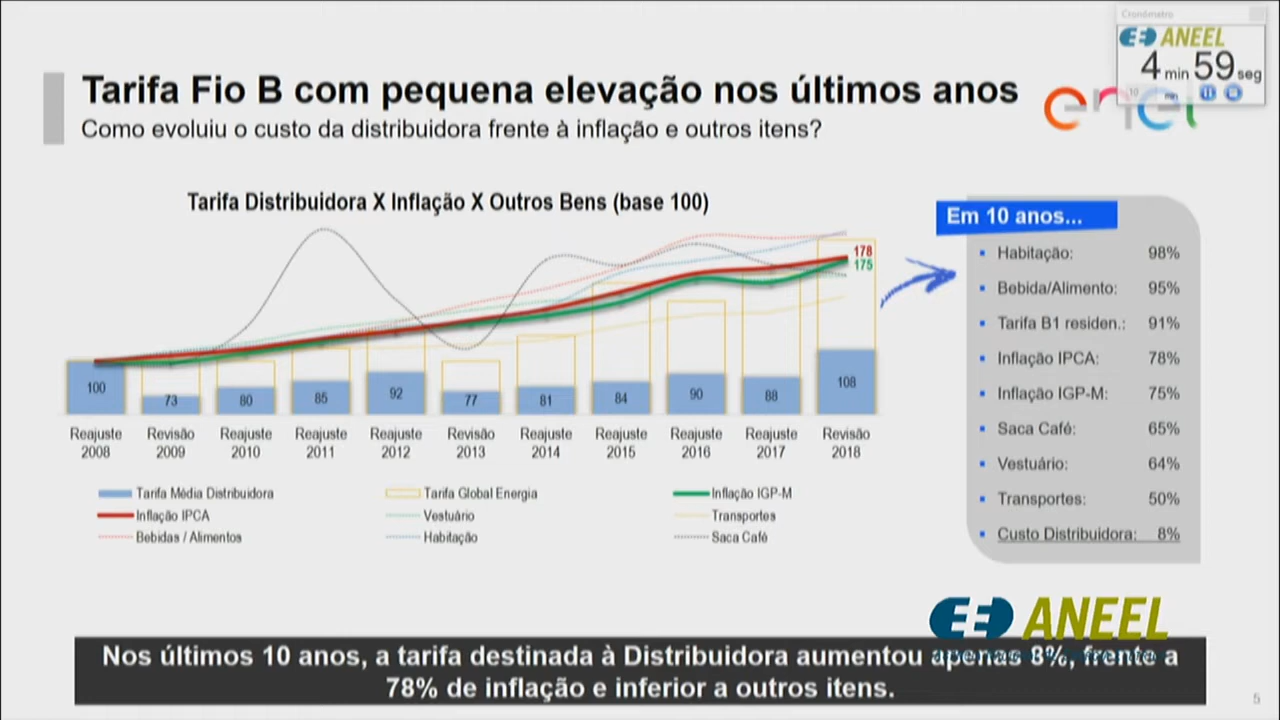 Cronômetro
ANEEL
4 min 59 seg
10 min
Tarifa Fio B com pequena elevação nos últimos anos
enel
Como evoluiu o custo da distribuidora frente à inflação e outros itens?
Tarifa Distribuidora X Inflação X Outros Bens (base 100)
178
175
100 73 80 85 92 77 81 84 90 88 108
Reajuste Revisão Reajuste Reajuste Reajuste Revisão Reajuste Reajuste Reajuste Reajuste Revisão
2008 2009 2010 2011 2012 2013 2014 2015 2016 2017 2018
Tarifa Média Distribuidora Tarifa Global Energia Inflação IGP-M
Inflação IPCA Vestuário Transportes
Bebidas / Alimentos Habitação Saca Café
Em 10 anos...
Habitação: 98%
Bebida/Alimento: 95%
Tarifa B1 residen.: 91%
Inflação IPCA: 78%
Inflação IGP-M: 75%
Saca Café: 65%
Vestuário: 64%
Transportes: 50%
Custo Distribuidora: 8%
ANEEL
Nos últimos 10 anos, a tarifa destinada à Distribuidora aumentou apenas 8%, frente a
78% de inflação e inferior a outros itens.
5